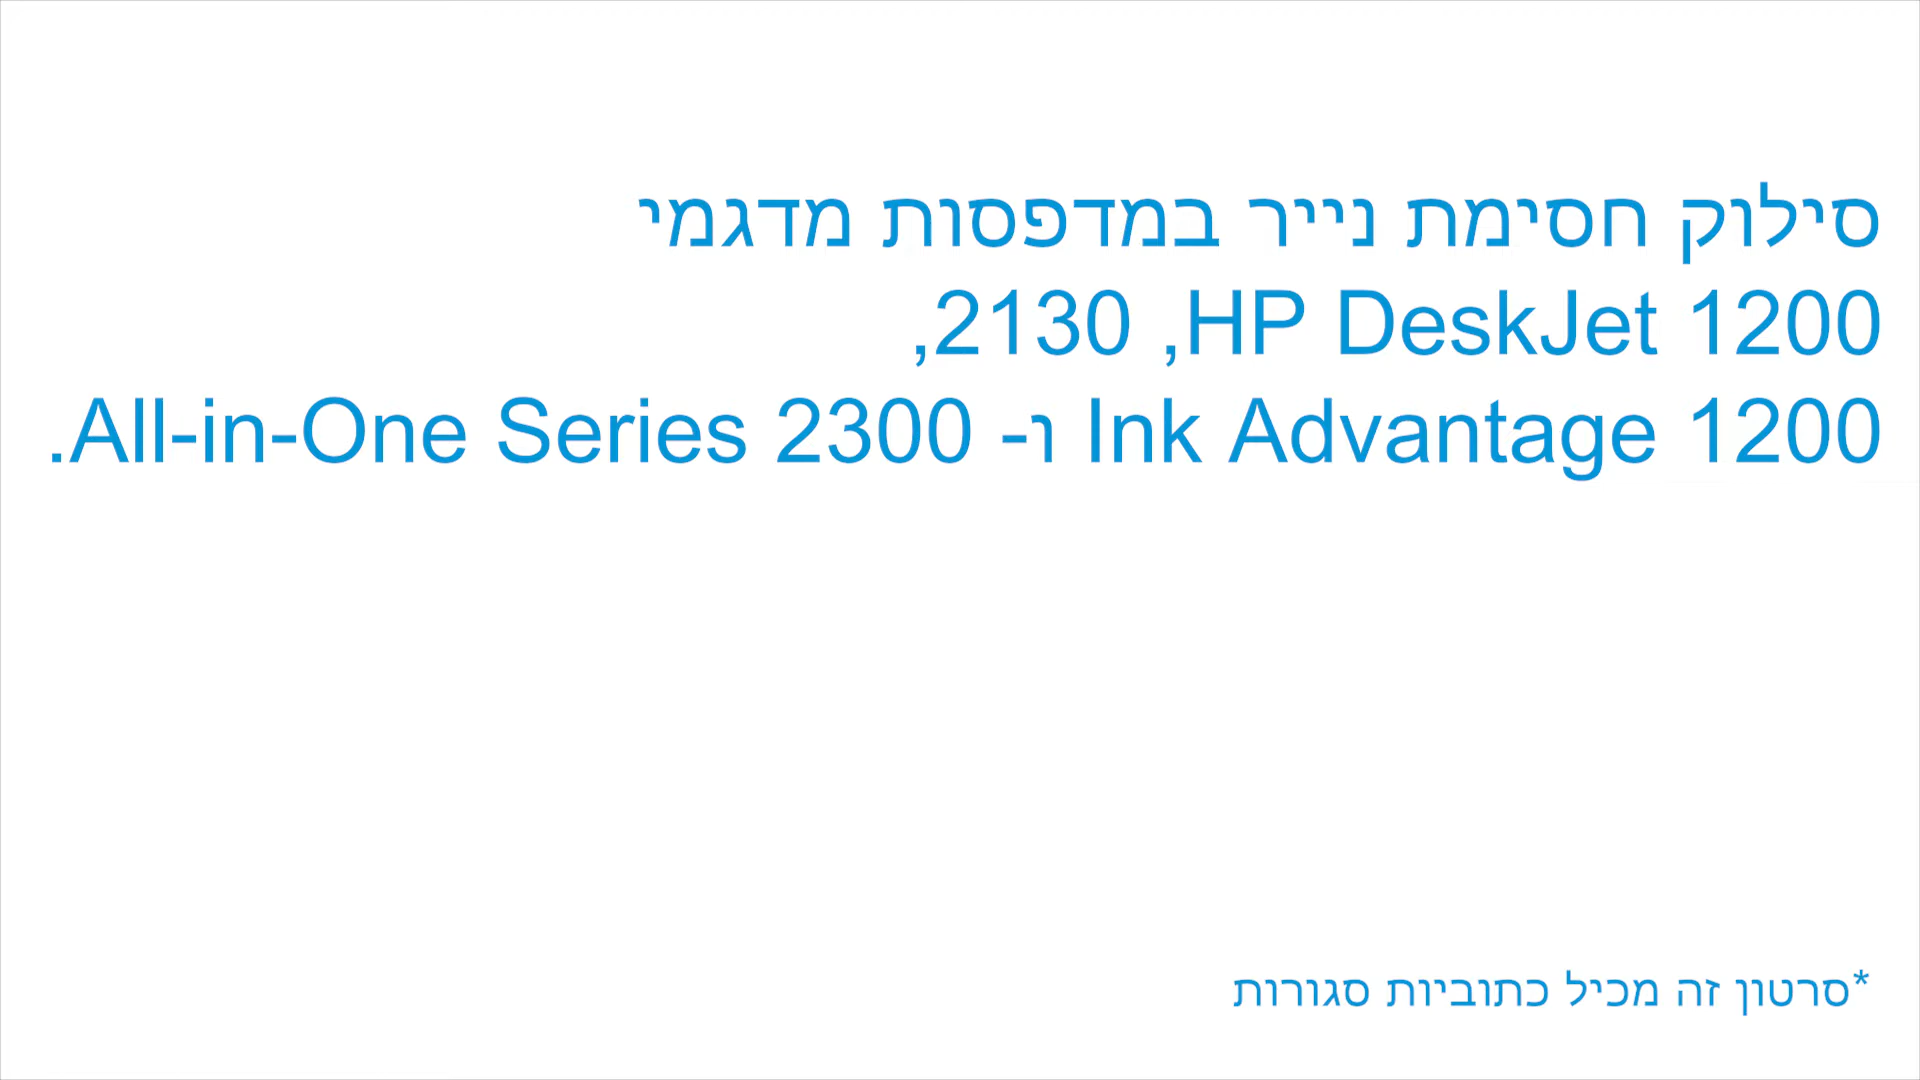 סילוק חסימת נייר במדפסות מדגמי
HP DeskJet 1200, 2130,
Ink Advantage 1200 ו- All-in-One Series 2300.
*סרטון זה מכיל כתוביות סגורות